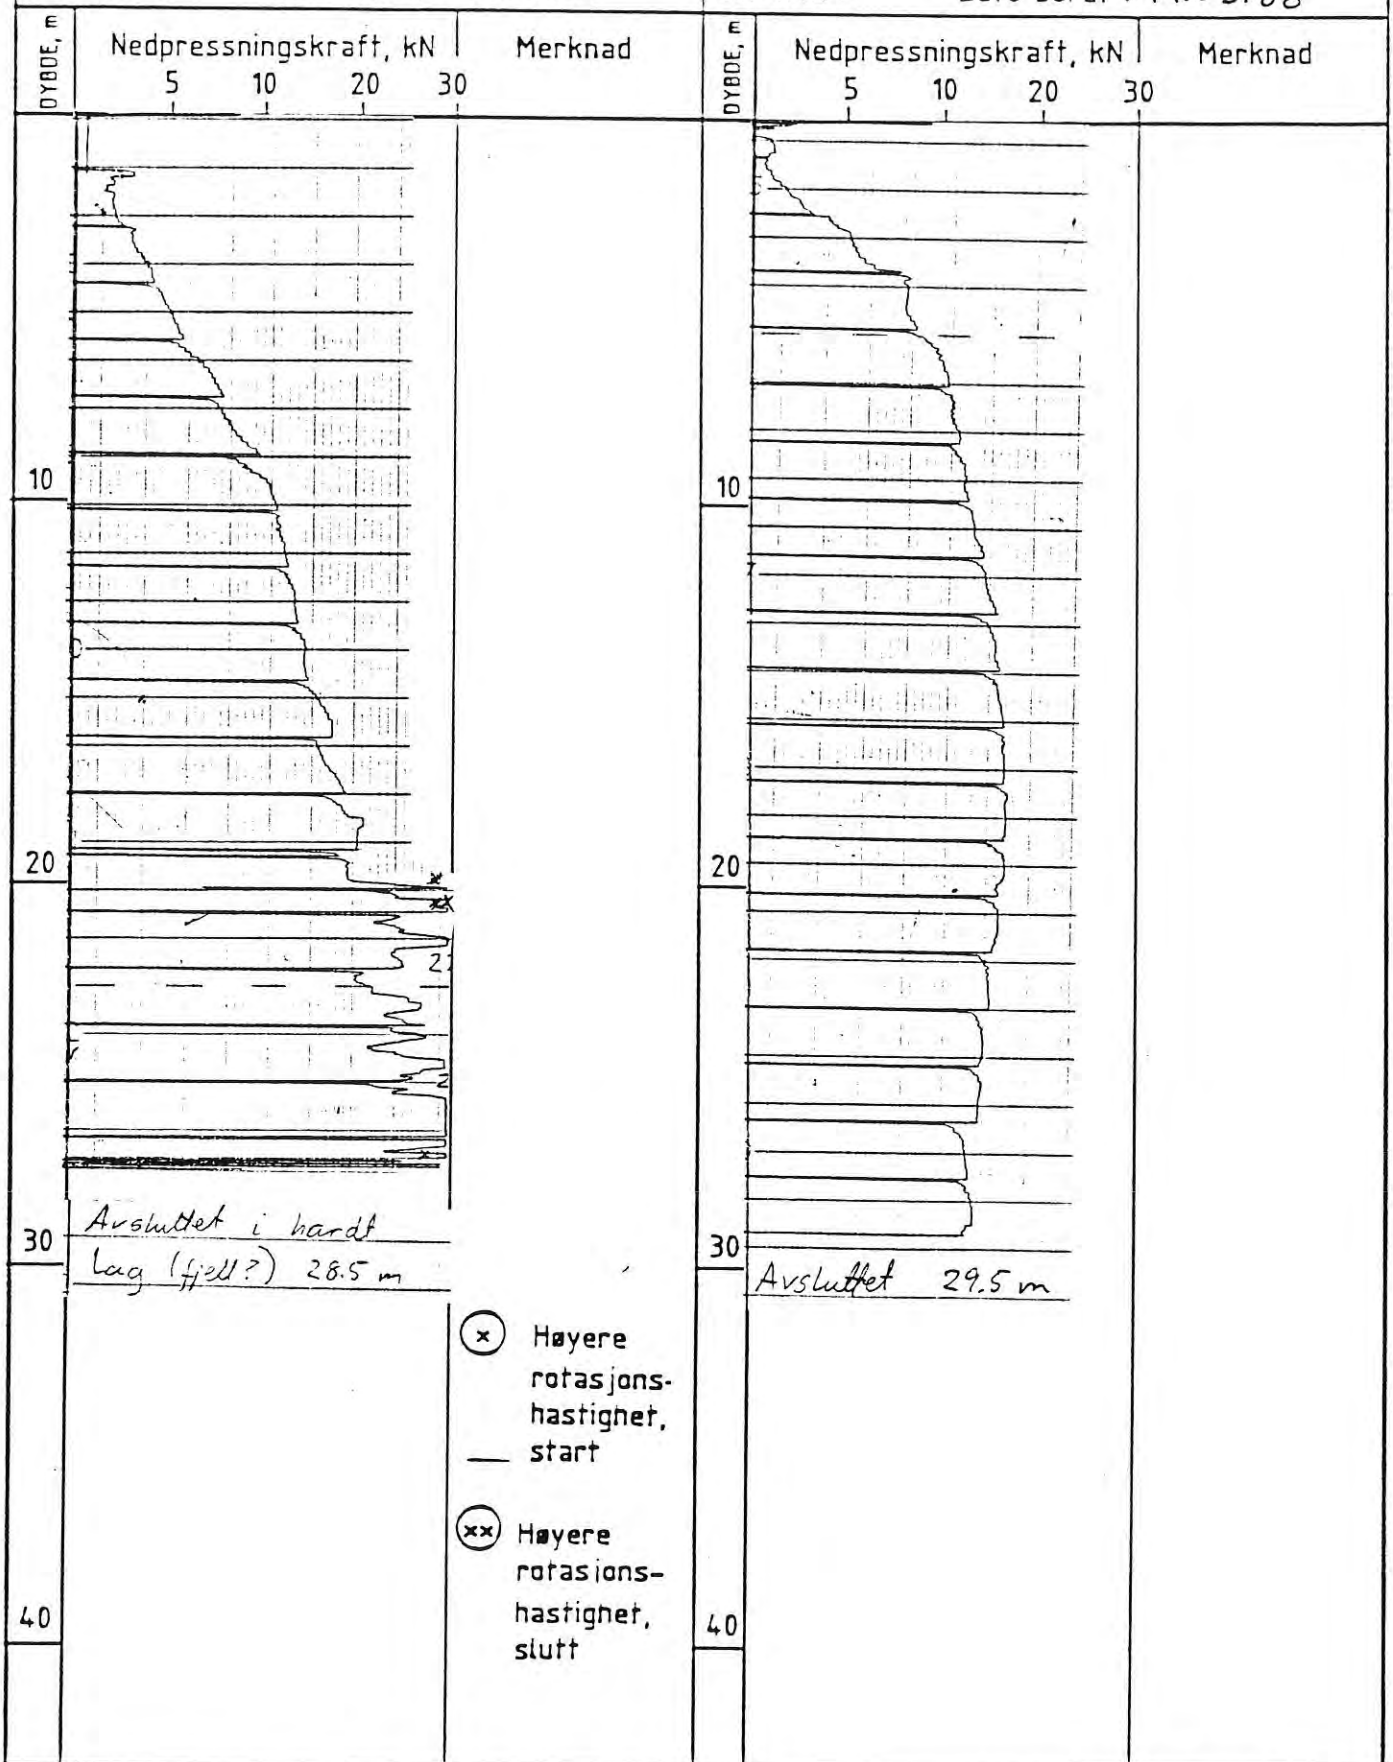 DYBDE, m
Nedpressningskraft, kN
Merknad
5 10 20 30
10
20
x
xx
30
40
Avsluttet i hardt
Lag (fjell?) 28.5 m
x Høyere
rotasjons-
hastighet,
— start
xx Høyere
rotasjons-
hastighet,
slutt
DYBDE, m
Nedpressningskraft, kN
Merknad
5 10 20 30
10
20
30
40
Avsluttet 29.5 m